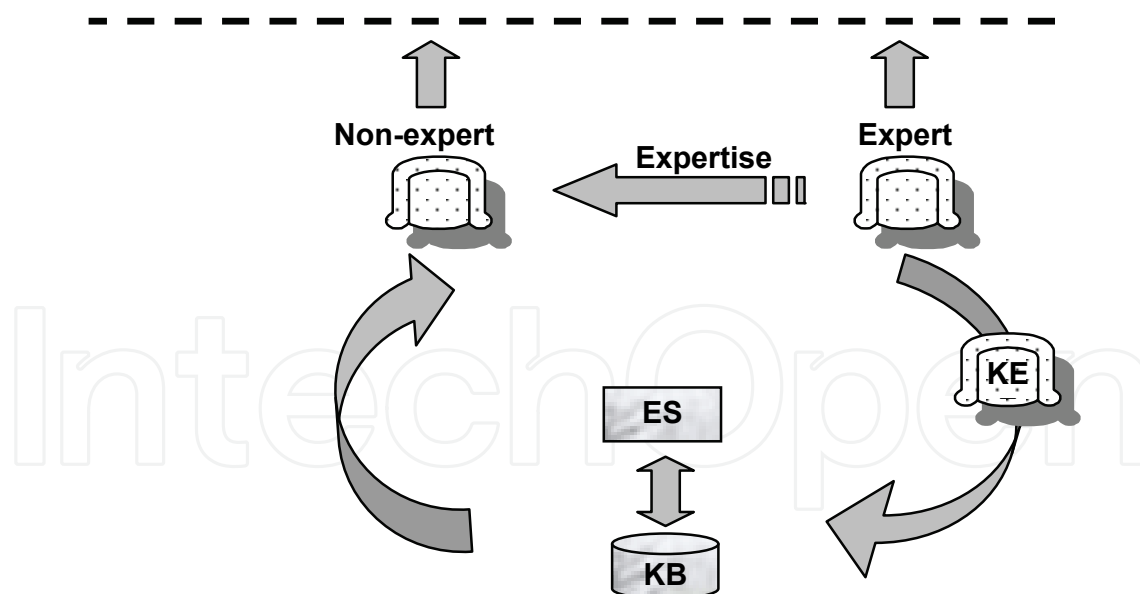 Non-expert
Expert
Expertise
KE
ES
KB
IntechOpen